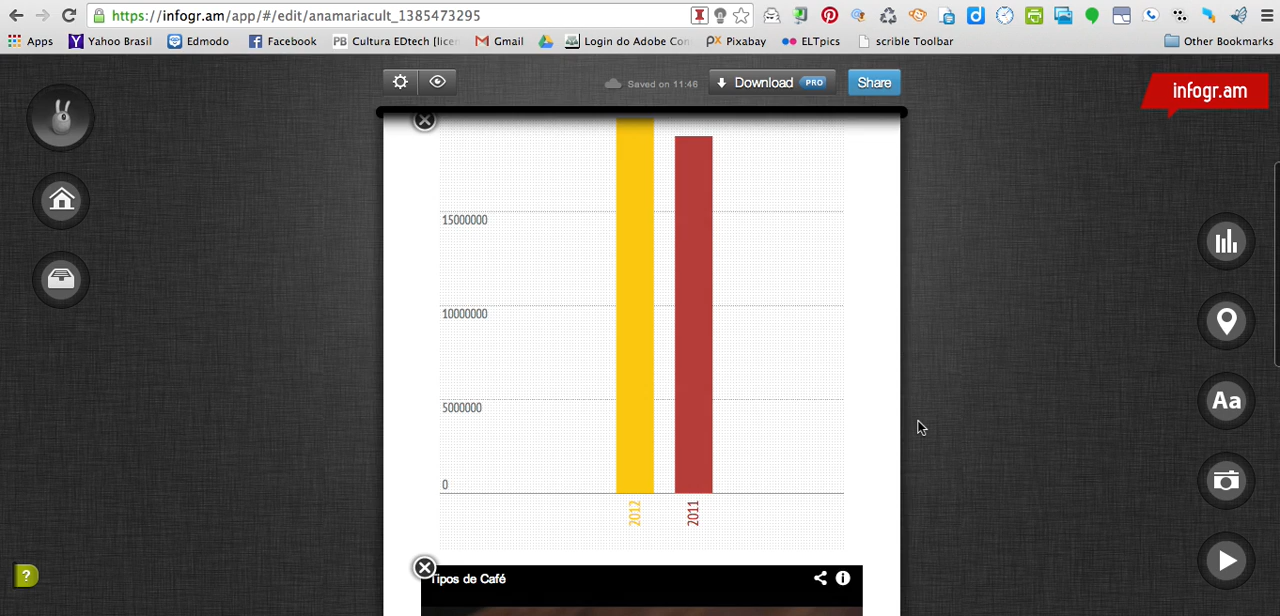 https://infogr.am/app/#/edit/anamariacult_1385473295
Apps Yahoo Brasil Edmodo Facebook PB Cultura EDtech [licen Gmail Login do Adobe Con Pixabay ELTpics scrible Toolbar Other Bookmarks
Saved on 11:46 Download PRO Share
infogr.am
15000000
10000000
5000000
0
2012 2011
Aa
Tipos de Café
?